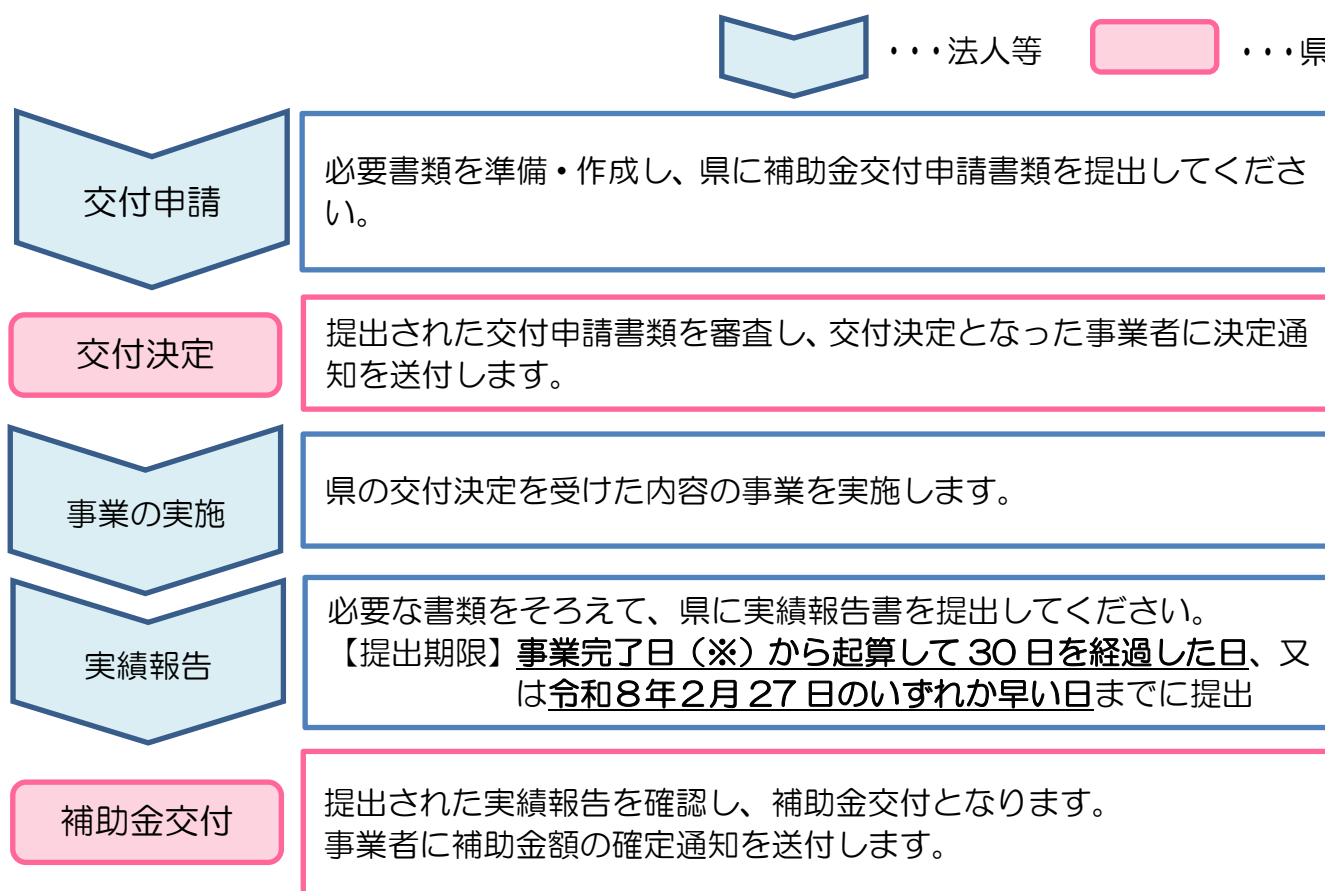 ・・・法人等 ・・・県
交付申請
必要書類を準備・作成し、県に補助金交付申請書類を提出してくださ
い。
交付決定
提出された交付申請書類を審査し、交付決定となった事業者に決定通
知を送付します。
事業の実施
県の交付決定を受けた内容の事業を実施します。
実績報告
必要な書類をそろえて、県に実績報告書を提出してください。
【提出期限】事業完了日（※）から起算して 30 日を経過した日、又
は令和８年２月 27 日のいずれか早い日までに提出
補助金交付
提出された実績報告を確認し、補助金交付となります。
事業者に補助金額の確定通知を送付します。